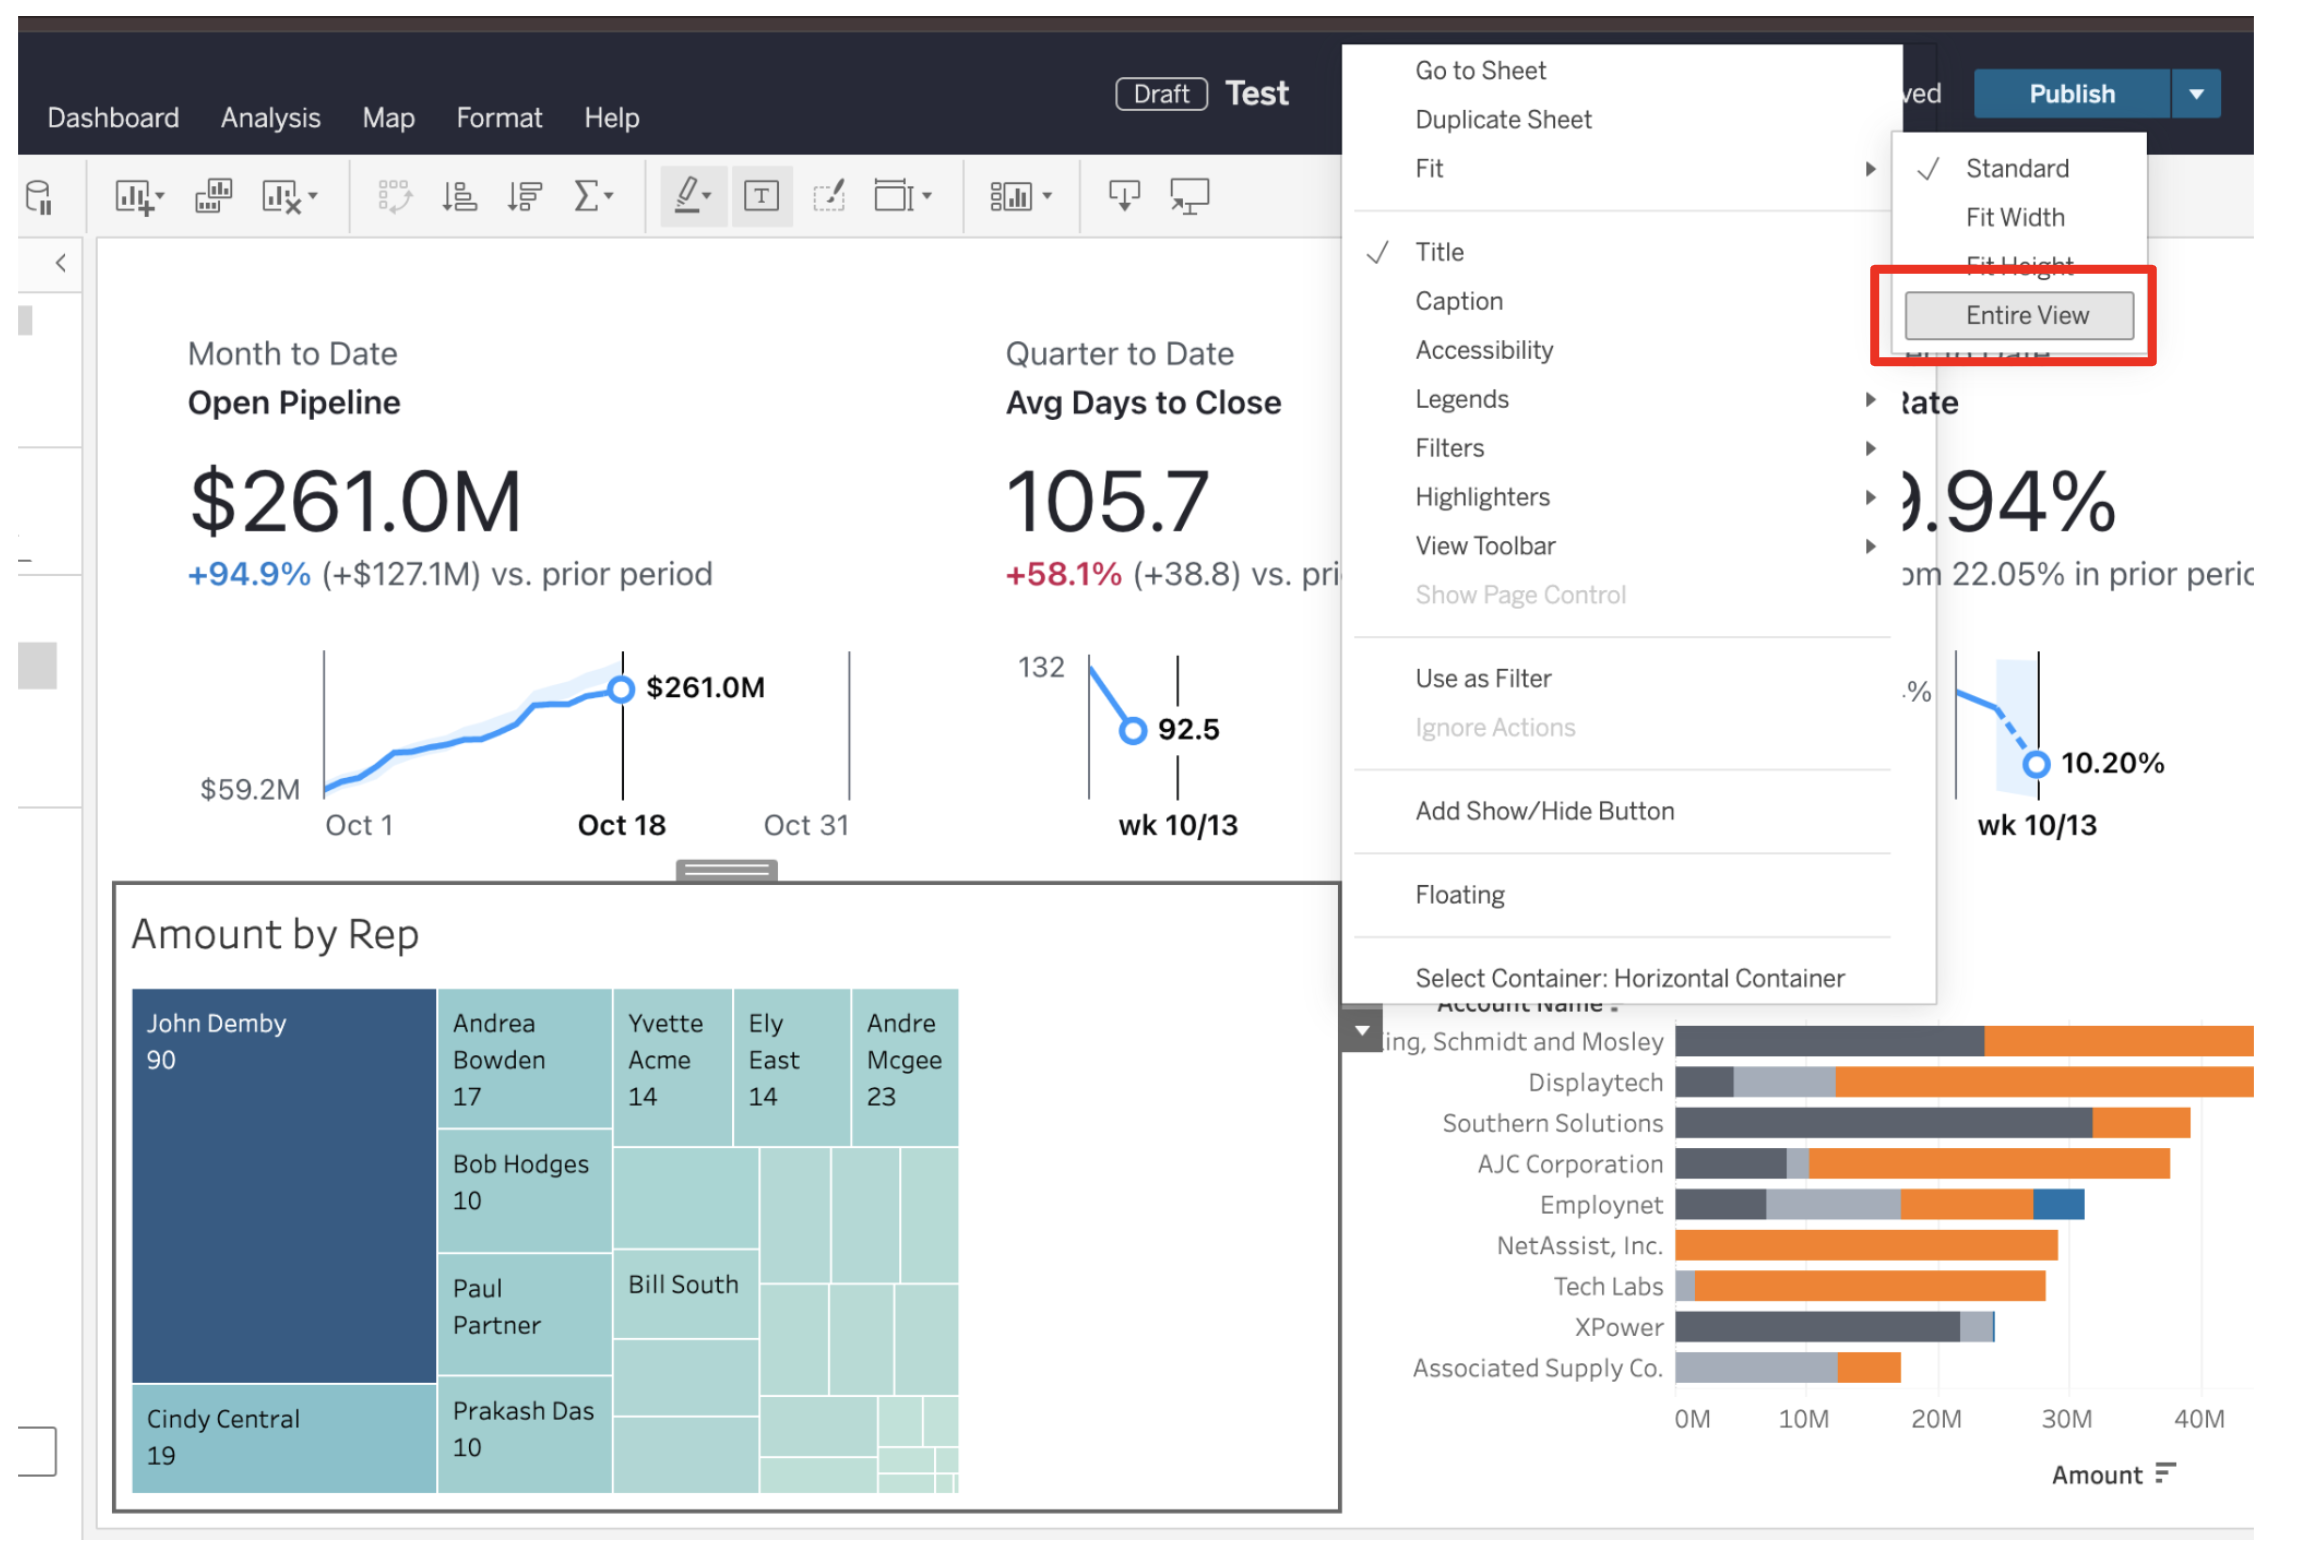 Draft Test
Publish
Dashboard Analysis Map Format Help
Go to Sheet
Duplicate Sheet
Fit
Title
Caption
Accessibility
Legends
Filters
Highlighters
View Toolbar
Show Page Control
Use as Filter
Ignore Actions
Add Show/Hide Button
Floating
Select Container: Horizontal Container
Standard
Fit Width
Fit Height
Entire View
Month to Date
Open Pipeline
$261.0M
+94.9% (+$127.1M) vs. prior period
$261.0M
$59.2M
Oct 1 Oct 18 Oct 31
Quarter to Date
Avg Days to Close
105.7
+58.1% (+38.8) vs. pri
132
92.5
wk 10/13
Rate
9.94%
om 22.05% in prior perio
10.20%
wk 10/13
Amount by Rep
John Demby
90
Cindy Central
19
Andrea
Bowden
17
Bob Hodges
10
Paul
Partner
Prakash Das
10
Yvette
Acme
14
Ely
East
14
Andre
Mcgee
23
Bill South
Account Name
ing, Schmidt and Mosley
Displaytech
Southern Solutions
AJC Corporation
Employnet
NetAssist, Inc.
Tech Labs
XPower
Associated Supply Co.
0M 10M 20M 30M 40M
Amount